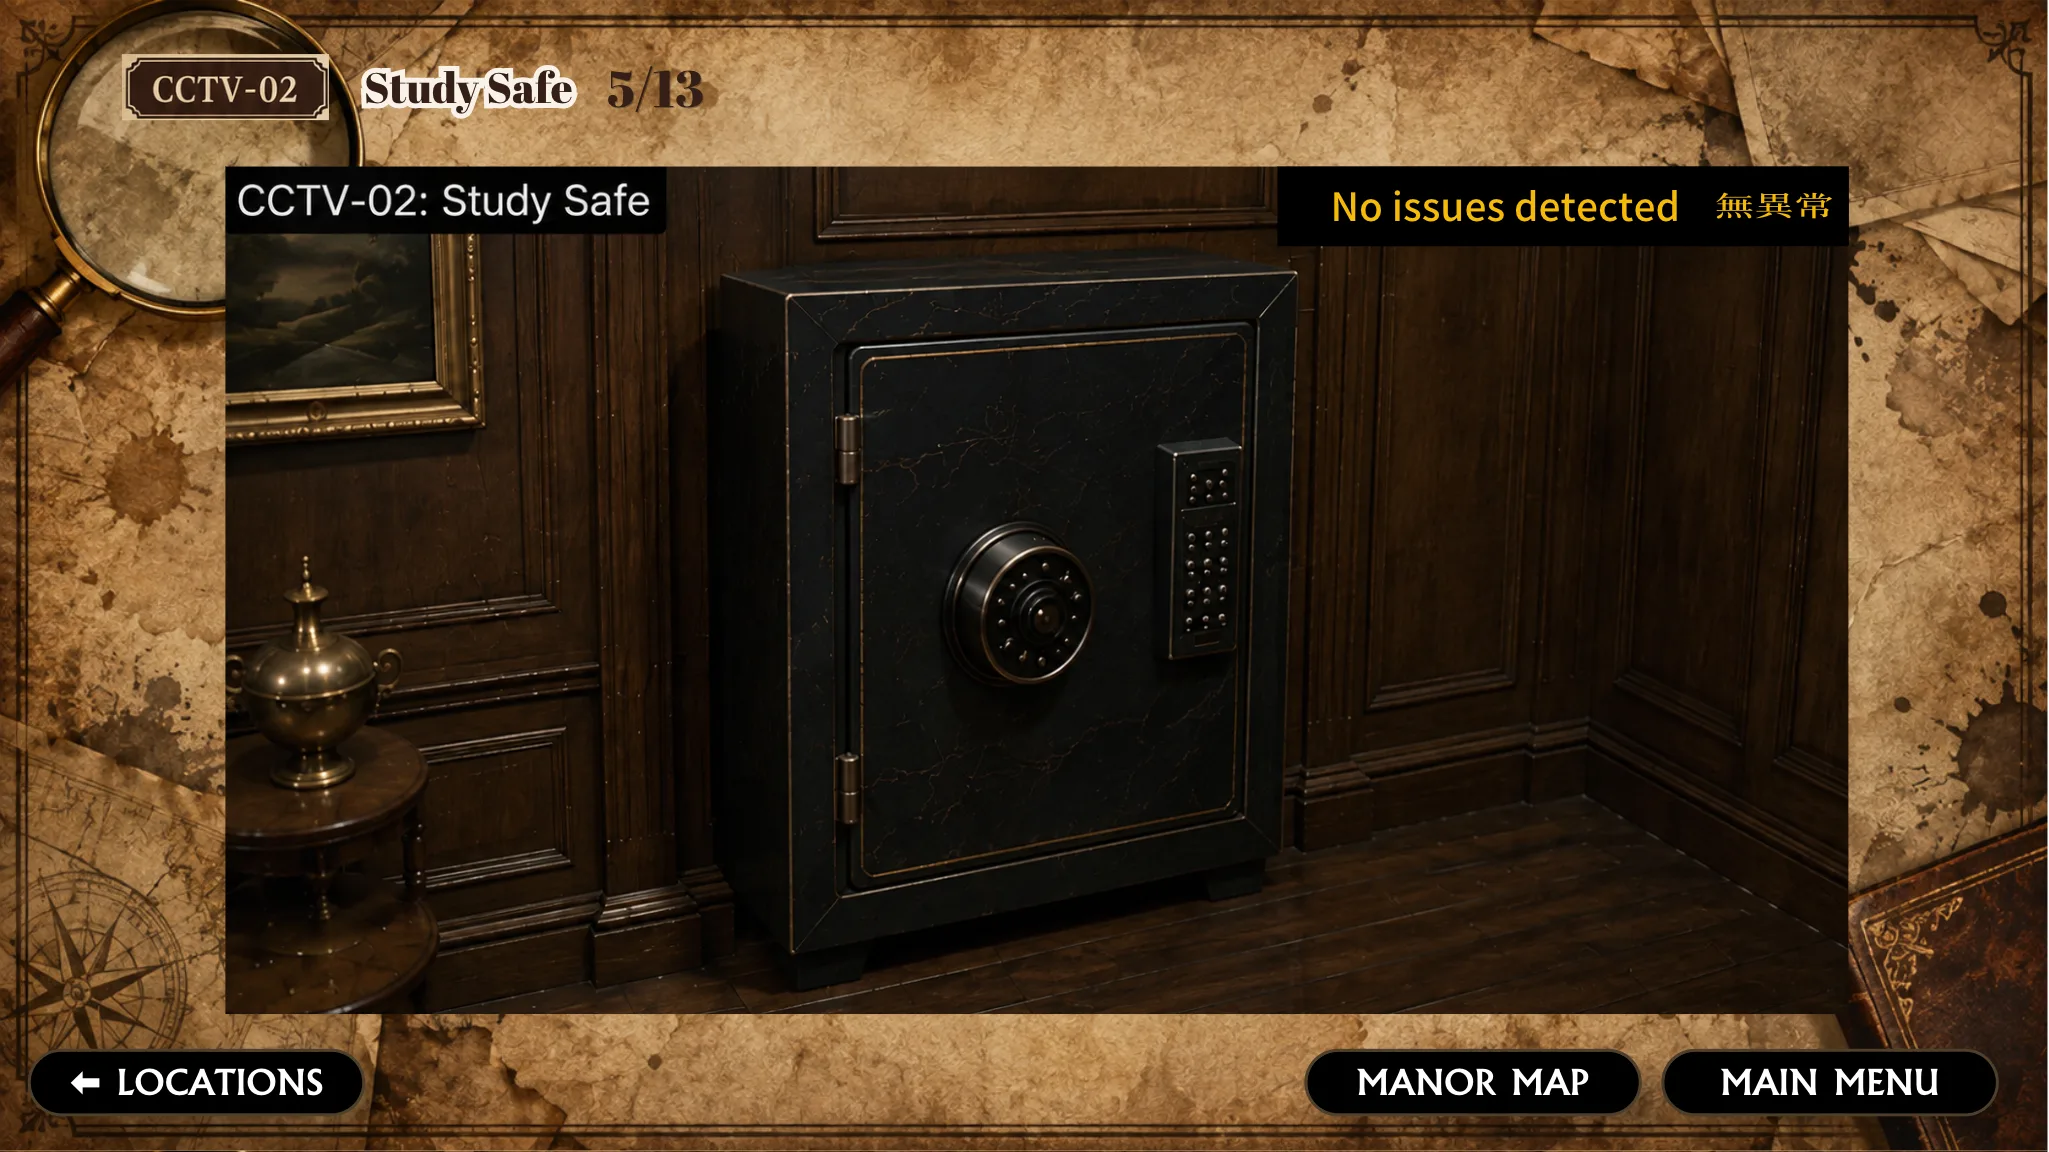 CCTV-02 Study Safe 5/13
CCTV-02: Study Safe
No issues detected 無異常
LOCATIONS
MANOR MAP
MAIN MENU